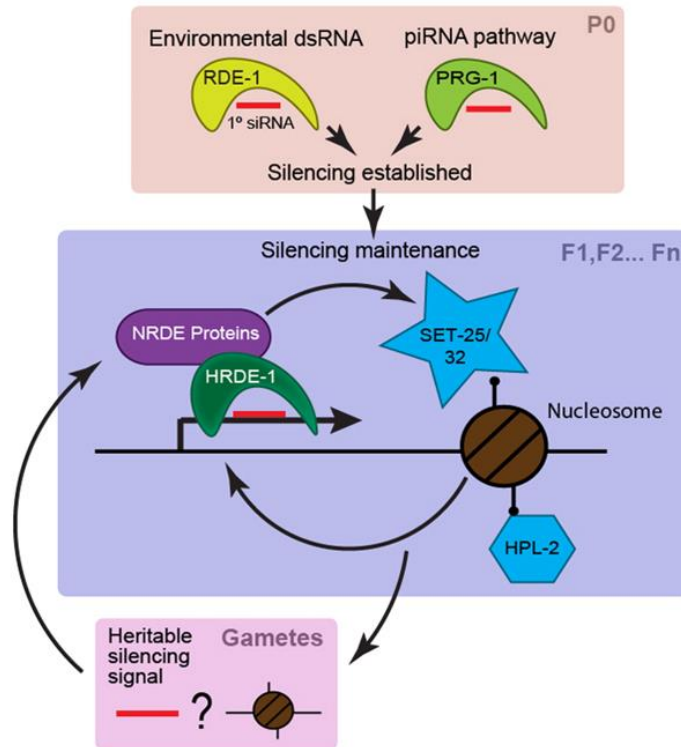 P0
Environmental dsRNA
piRNA pathway
RDE-1
PRG-1
1º siRNA
Silencing established
Silencing maintenance
F1,F2... Fn
NRDE Proteins
SET-25/
32
HRDE-1
Nucleosome
HPL-2
Heritable
silencing
signal
Gametes
?